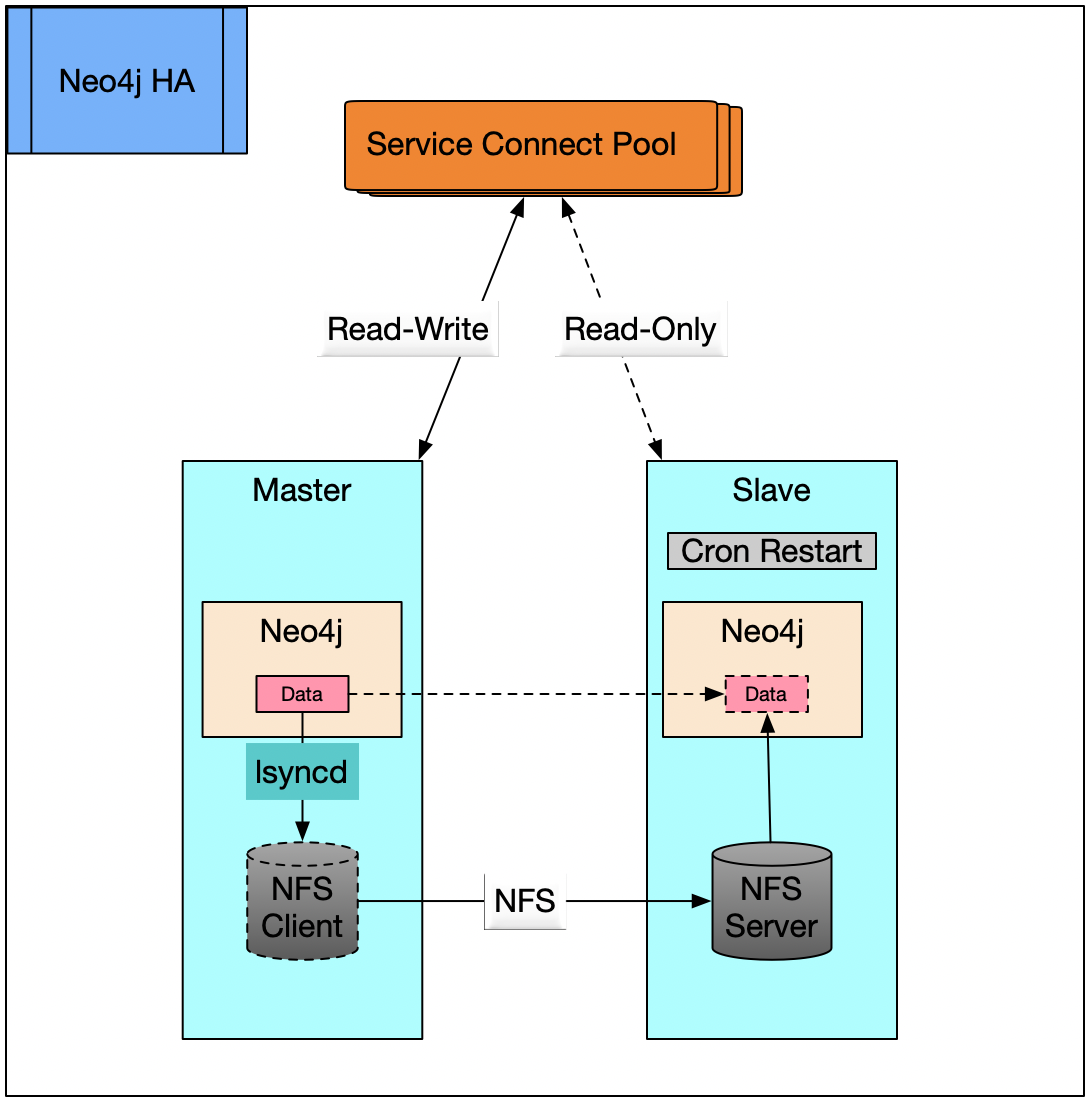 Neo4j HA
Service Connect Pool
Read-Write
Read-Only
Master
Slave
Cron Restart
Neo4j
Neo4j
Data
Data
lsyncd
NFS
Client
NFS
NFS
Server